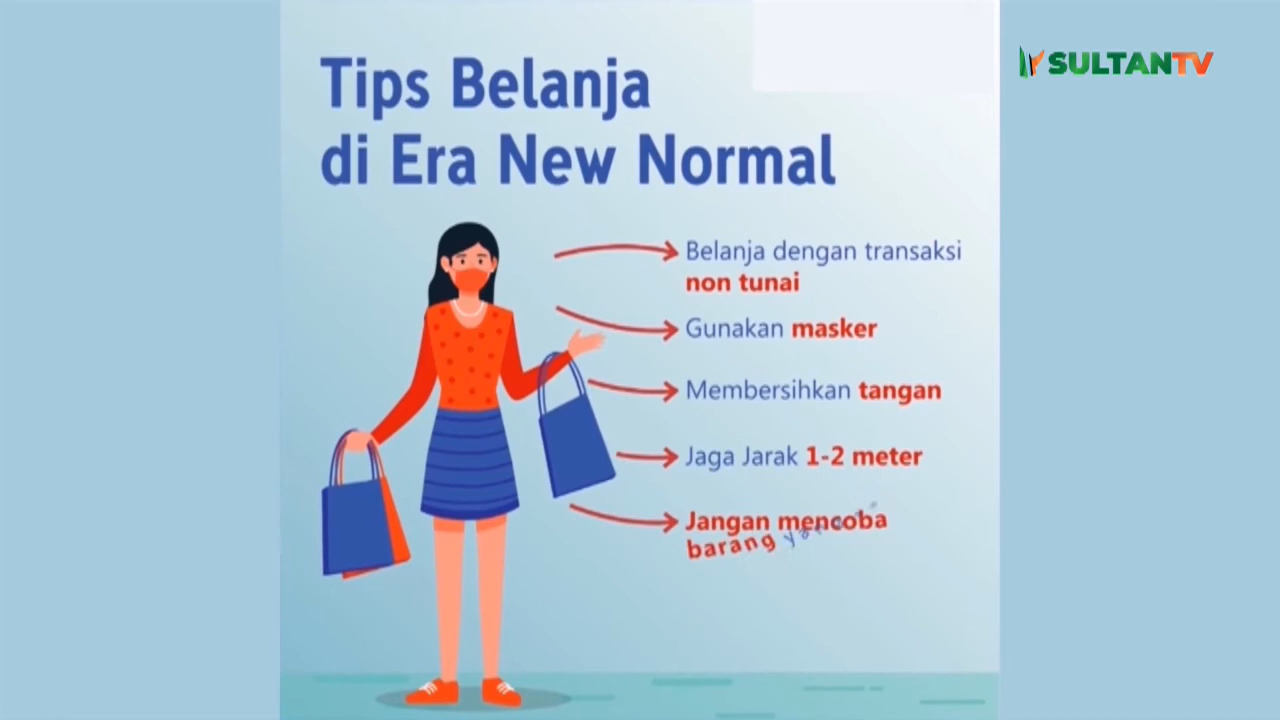 SULTANTV
Tips Belanja
di Era New Normal
Belanja dengan transaksi
non tunai
Gunakan masker
Membersihkan tangan
Jaga Jarak 1-2 meter
Jangan mencoba
barang